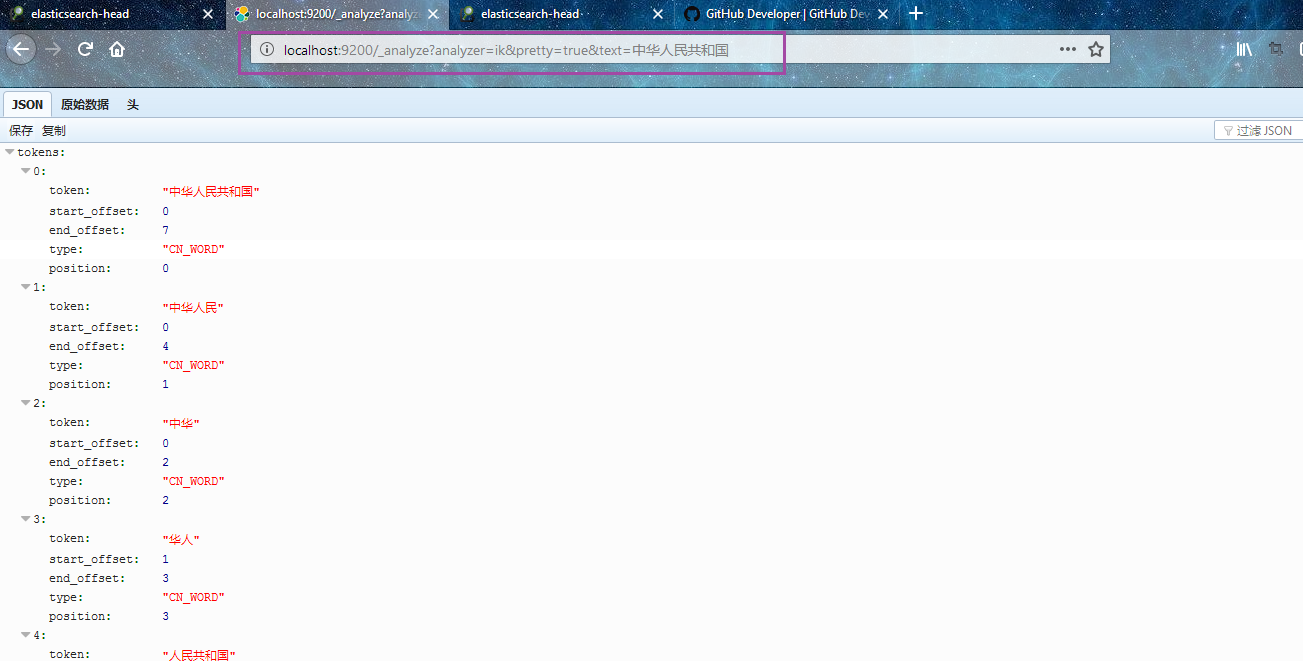 elasticsearch-head
localhost:9200/_analyze?analyz
elasticsearch-head
GitHub Developer | GitHub Dev
localhost:9200/_analyze?analyzer=ik&pretty=true&text=中华人民共和国
JSON 原始数据 头
保存 复制
过滤 JSON
tokens:
0:
token: "中华人民共和国"
start_offset: 0
end_offset: 7
type: "CN_WORD"
position: 0
1:
token: "中华人民"
start_offset: 0
end_offset: 4
type: "CN_WORD"
position: 1
2:
token: "中华"
start_offset: 0
end_offset: 2
type: "CN_WORD"
position: 2
3:
token: "华人"
start_offset: 1
end_offset: 3
type: "CN_WORD"
position: 3
4:
token: "人民共和国"